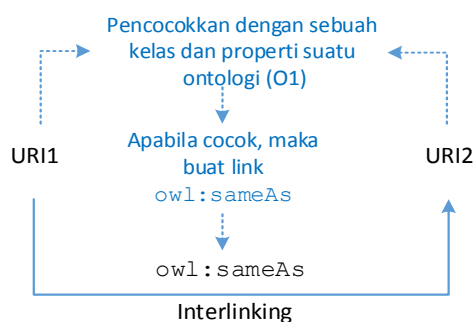 Pencocokkan dengan sebuah
kelas dan properti suatu
ontologi (O1)
Apabila cocok, maka
buat link
owl:sameAs
URI1
URI2
owl:sameAs
Interlinking